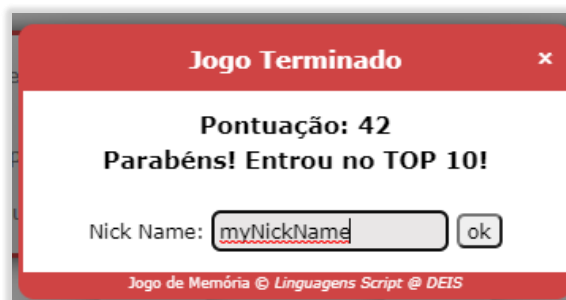 Jogo Terminado ×
Pontuação: 42
Parabéns! Entrou no TOP 10!
Nick Name: myNickName ok
Jogo de Memória © Linguagens Script @ DEIS